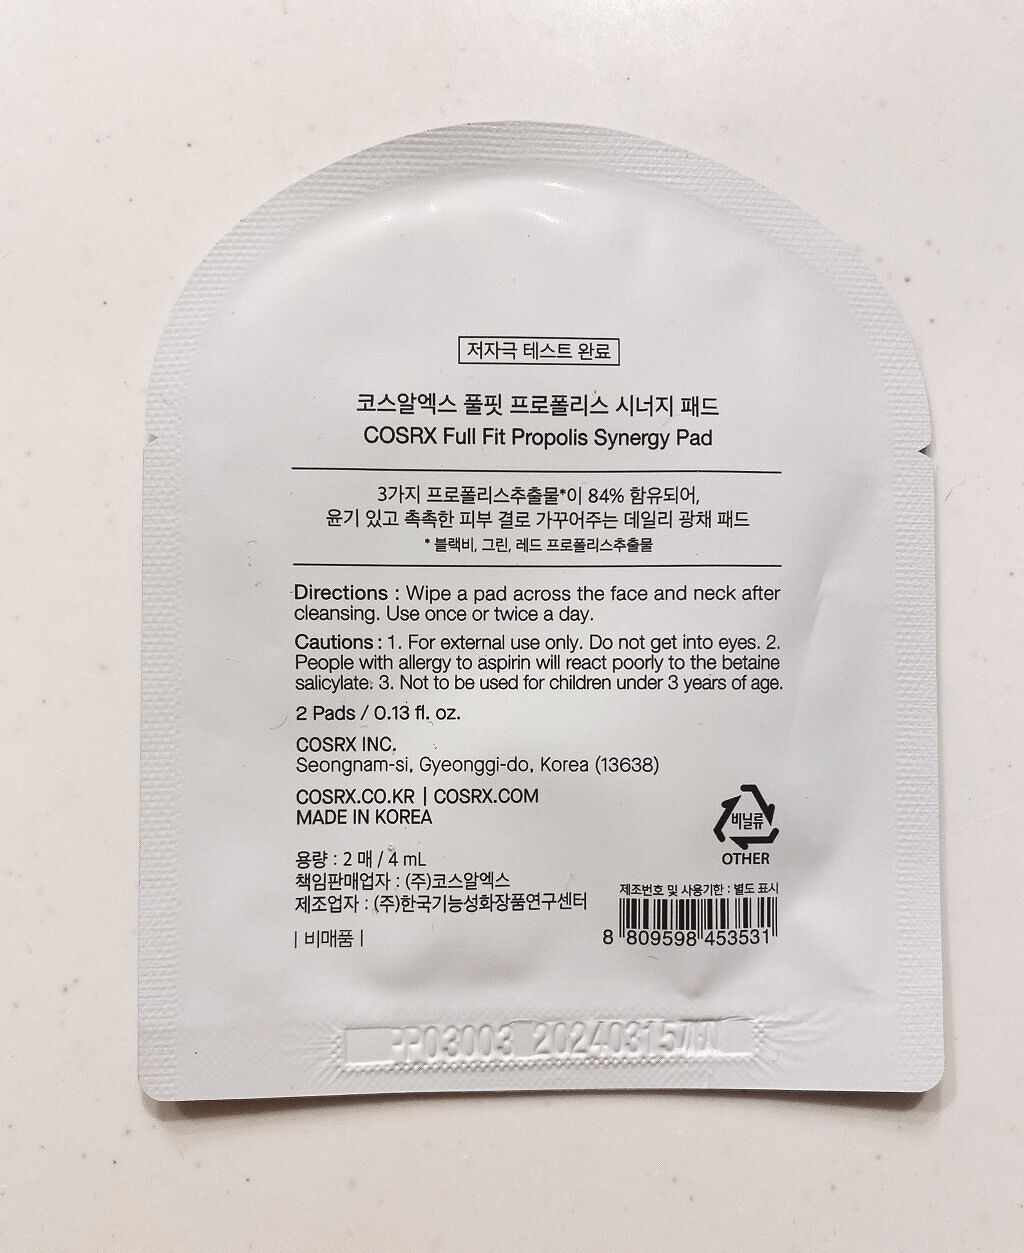 저자극 테스트 완료
코스알엑스 풀핏 프로폴리스 시너지 패드
COSRX Full Fit Propolis Synergy Pad
3가지 프로폴리스추출물*이 84% 함유되어,
윤기 있고 촉촉한 피부 결로 가꾸어주는 데일리 광채 패드
* 블랙비, 그린, 레드 프로폴리스추출물
Directions : Wipe a pad across the face and neck after
cleansing. Use once or twice a day.
Cautions : 1. For external use only. Do not get into eyes. 2.
People with allergy to aspirin will react poorly to the betaine
salicylate. 3. Not to be used for children under 3 years of age.
2 Pads / 0.13 fl. oz.
COSRX INC.
Seongnam-si, Gyeonggi-do, Korea (13638)
COSRX.CO.KR | COSRX.COM
MADE IN KOREA
비닐류
OTHER
용량 : 2 매 / 4 mL
책임판매업자 : (주)코스알엑스
제조업자 : (주)한국기능성화장품연구센터
| 비매품 |
제조번호 및 사용기한 : 별도 표시
8 809598 453531
PP03003 20240315